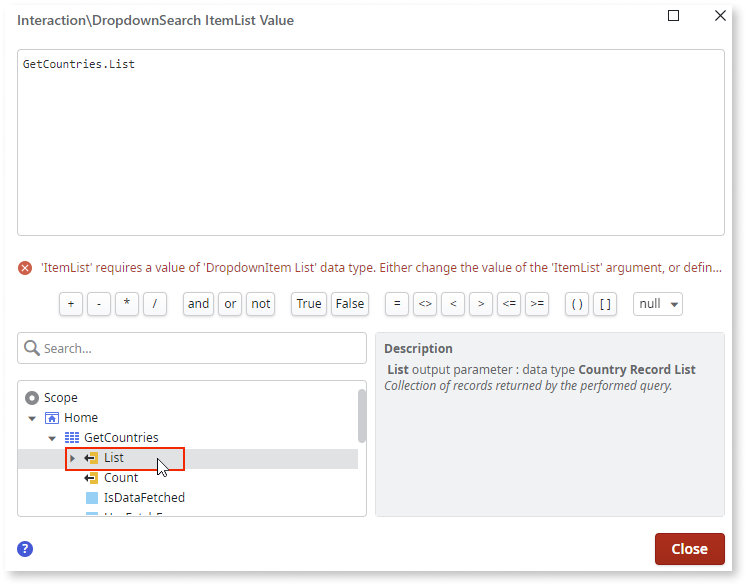 Interaction\DropdownSearch ItemList Value
GetCountries.List
'ItemList' requires a value of 'DropdownItem List' data type. Either change the value of the 'ItemList' argument, or defin...
+ - * / and or not True False = <> < > <= >= ( ) [ ] null
Search...
Description
List output parameter : data type Country Record List
Collection of records returned by the performed query.
Scope
Home
GetCountries
List
Count
IsDataFetched
?
Close